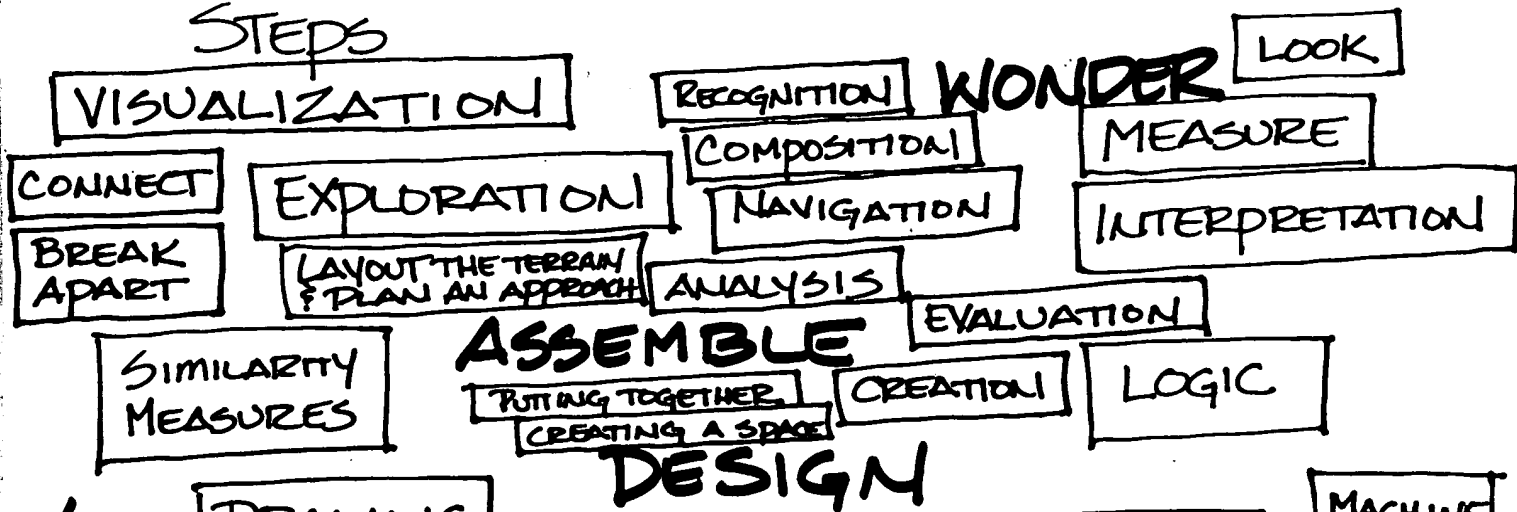 STEPS
LOOK
VISUALIZATION
RECOGNITION
WONDER
COMPOSITION
MEASURE
CONNECT
EXPLORATION
NAVIGATION
INTERPRETATION
BREAK
APART
LAYOUT THE TERRAIN
& PLAN AN APPROACH
ANALYSIS
EVALUATION
ASSEMBLE
SIMILARITY
MEASURES
PUTTING TOGETHER
CREATION
LOGIC
CREATING A SPACE
DESIGN
MACHINE